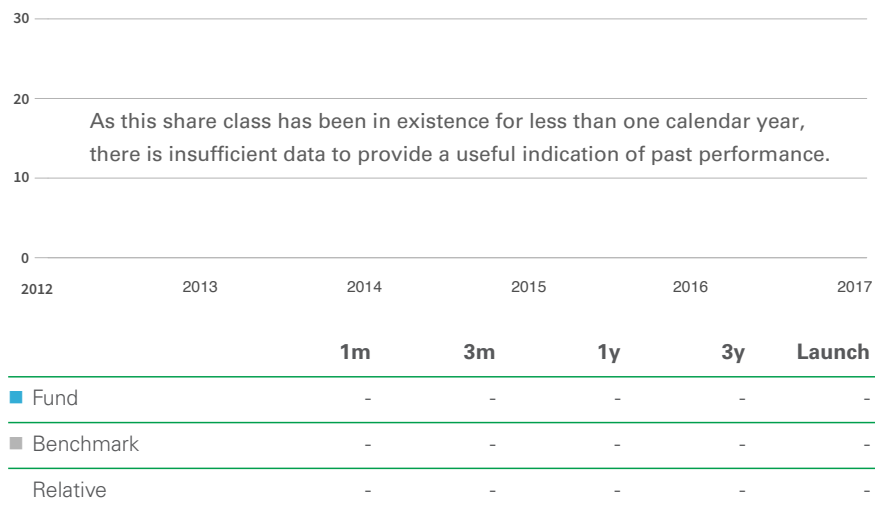 30
20
As this share class has been in existence for less than one calendar year,
there is insufficient data to provide a useful indication of past performance.
10
0
2012 2013 2014 2015 2016 2017
1m 3m 1y 3y Launch
Fund - - - - -
Benchmark - - - - -
Relative - - - - -